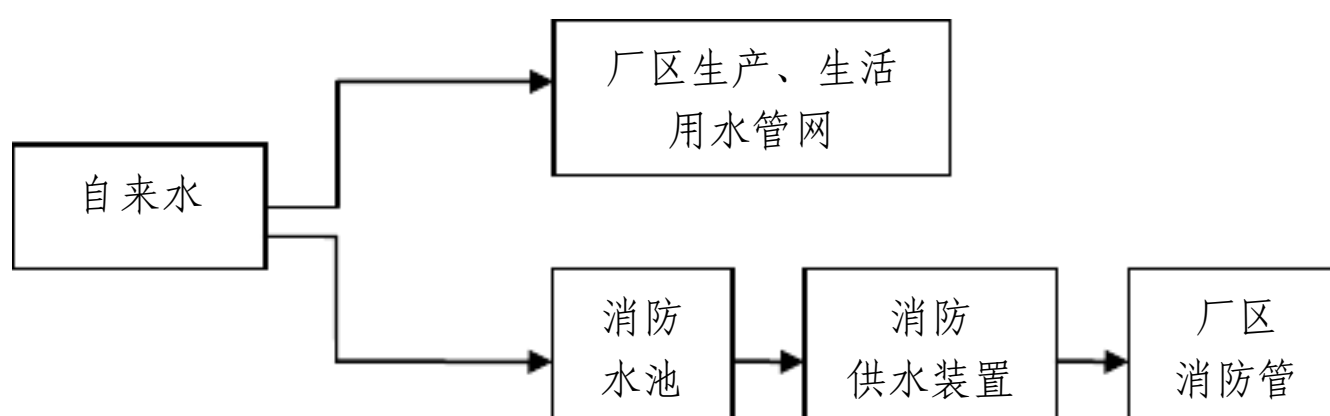 厂区生产、生活
用水管网
自来水
消防
水池
消防
供水装置
厂区
消防管